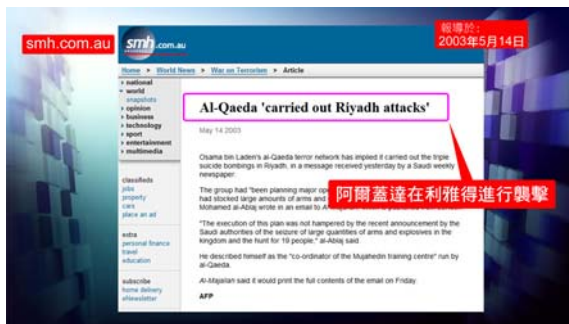 smh.com.au
smh.com.au
報導於:
2003年5月14日
Home ▸ World News ▸ War on Terrorism ▸ Article
national
world
snapshots
opinion
business
technology
sport
entertainment
multimedia
classifieds
jobs
property
cars
place an ad
extra
personal finance
travel
education
subscribe
home delivery
eNewsletter
Al-Qaeda 'carried out Riyadh attacks'
May 14 2003
Osama bin Laden's al-Qaeda terror network has implied it carried out the triple
suicide bombings in Riyadh, in a message received yesterday by a Saudi weekly
newspaper.
The group had "been planning major
had stocked large amounts of arms and
Mohamed al-Ablaj wrote in an email to
阿爾蓋達在利雅得進行襲擊
"The execution of this plan was not hampered by the recent announcement by the
Saudi authorities of the seizure of large quantities of arms and explosives in the
kingdom and the hunt for 19 people," al-Ablaj said.
He described himself as the "co-ordinator of the Mujahedin training centre" run by
al-Qaeda.
Al-Majallah said it would print the full contents of the email on Friday.
AFP